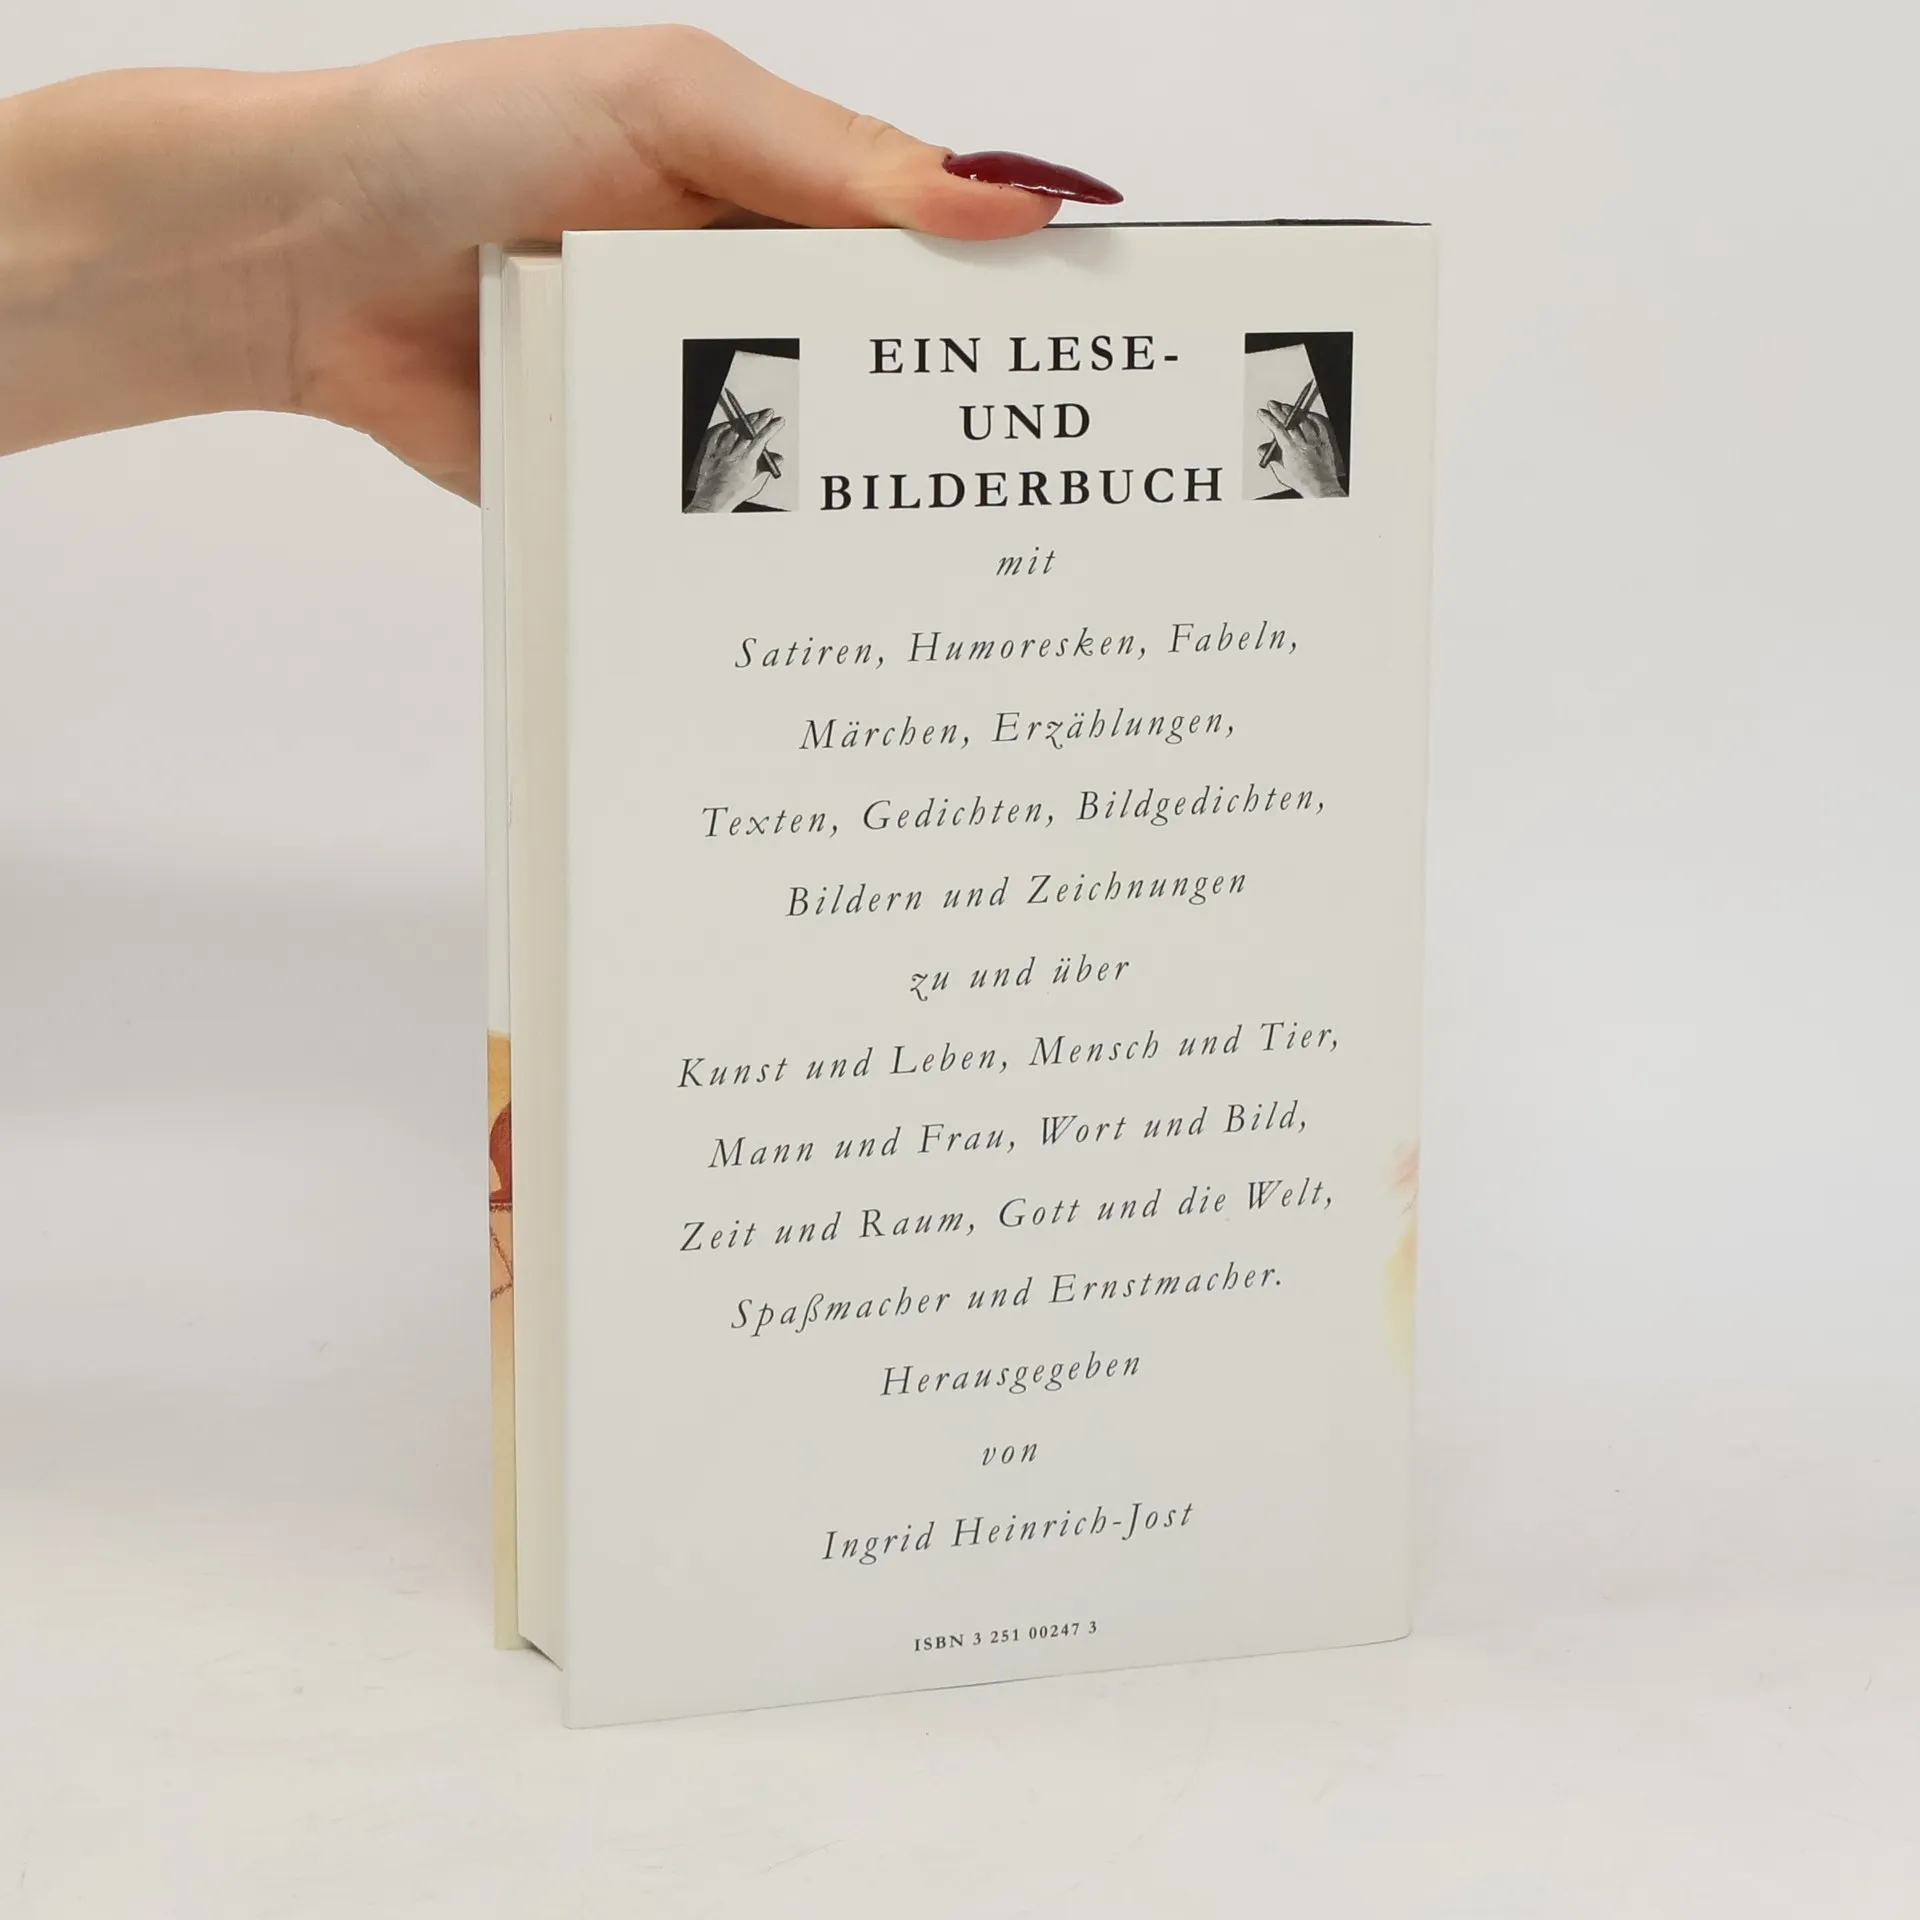 EIN LESE-
UND
BILDERBUCH
mit
Satiren, Humoresken, Fabeln,
Märchen, Erzählungen,
Texten, Gedichten, Bildgedichten,
Bildern und Zeichnungen
zu und über
Kunst und Leben, Mensch und Tier,
Mann und Frau, Wort und Bild,
Zeit und Raum, Gott und die Welt,
Spaßmacher und Ernstmacher.
Herausgegeben
von
Ingrid Heinrich-Jost
ISBN 3 251 00247 3